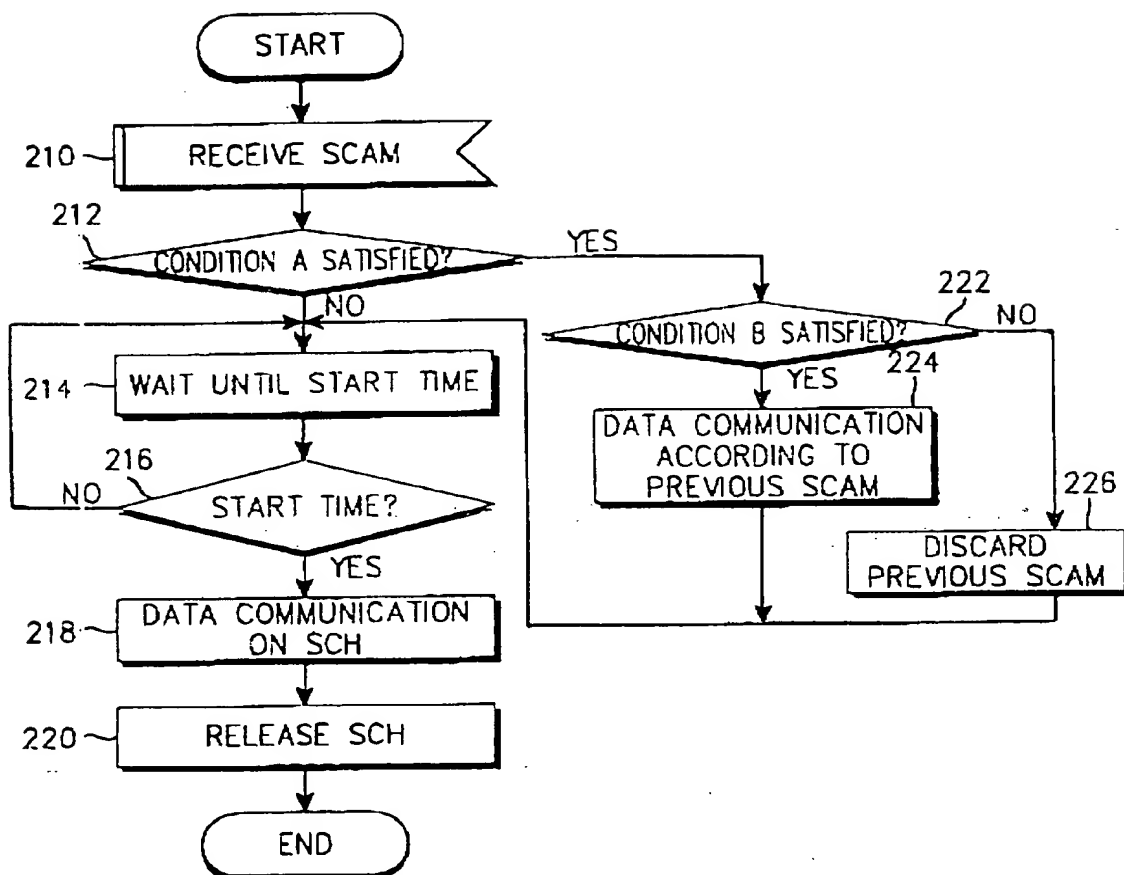 START
210
RECEIVE SCAM
212
CONDITION A SATISFIED?
YES
NO
222
CONDITION B SATISFIED?
NO
YES
224
214
WAIT UNTIL START TIME
DATA COMMUNICATION
ACCORDING TO
PREVIOUS SCAM
216
NO
START TIME?
YES
226
DISCARD
PREVIOUS SCAM
218
DATA COMMUNICATION
ON SCH
220
RELEASE SCH
END